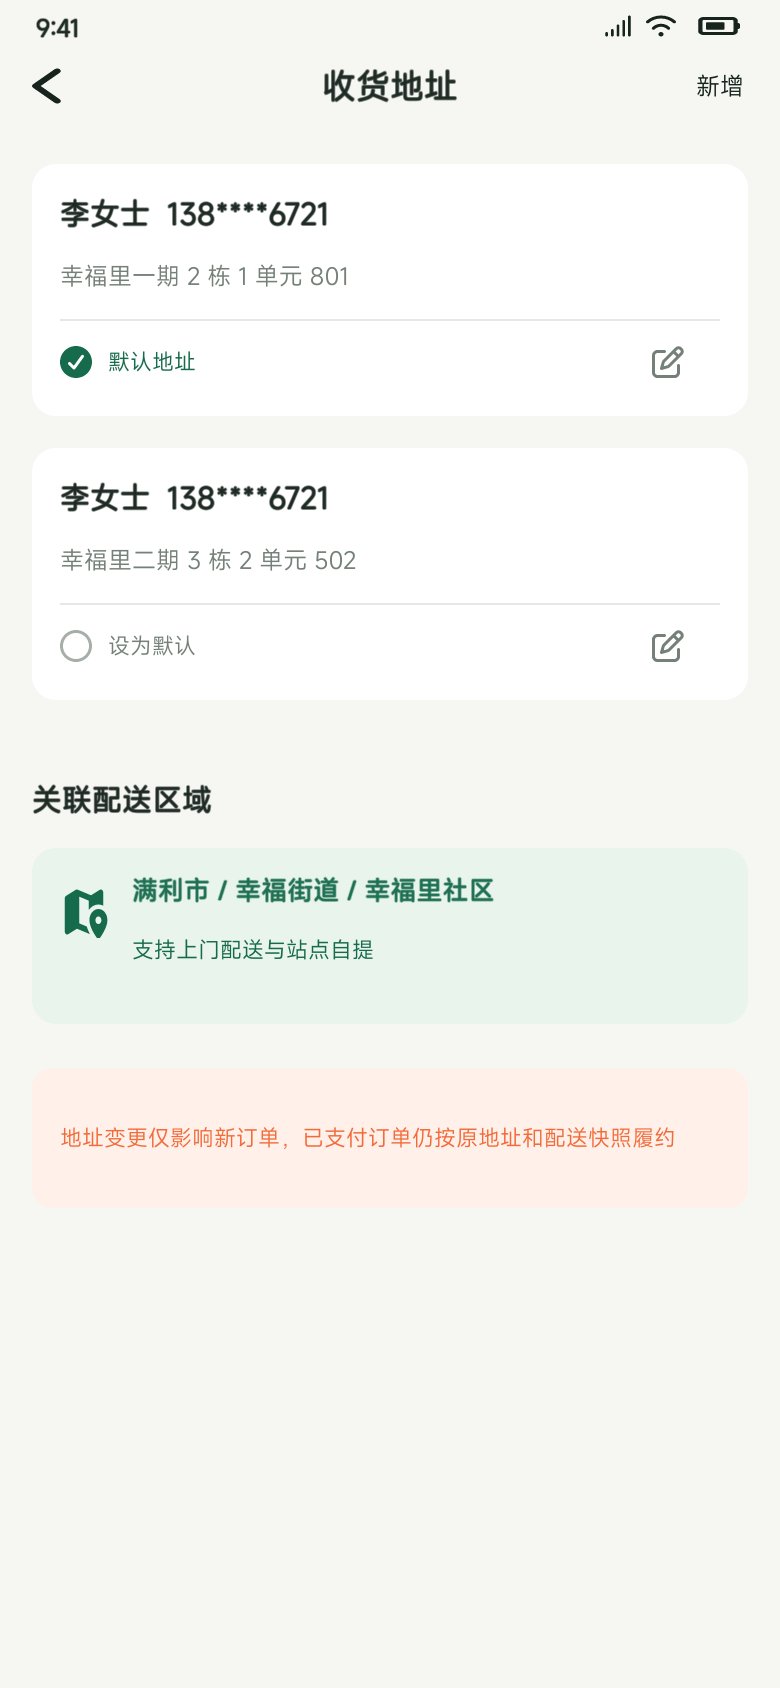 9:41
收货地址
新增
李女士 138****6721
幸福里一期 2 栋 1 单元 801
默认地址
李女士 138****6721
幸福里二期 3 栋 2 单元 502
设为默认
关联配送区域
满利市 / 幸福街道 / 幸福里社区
支持上门配送与站点自提
地址变更仅影响新订单，已支付订单仍按原地址和配送快照履约